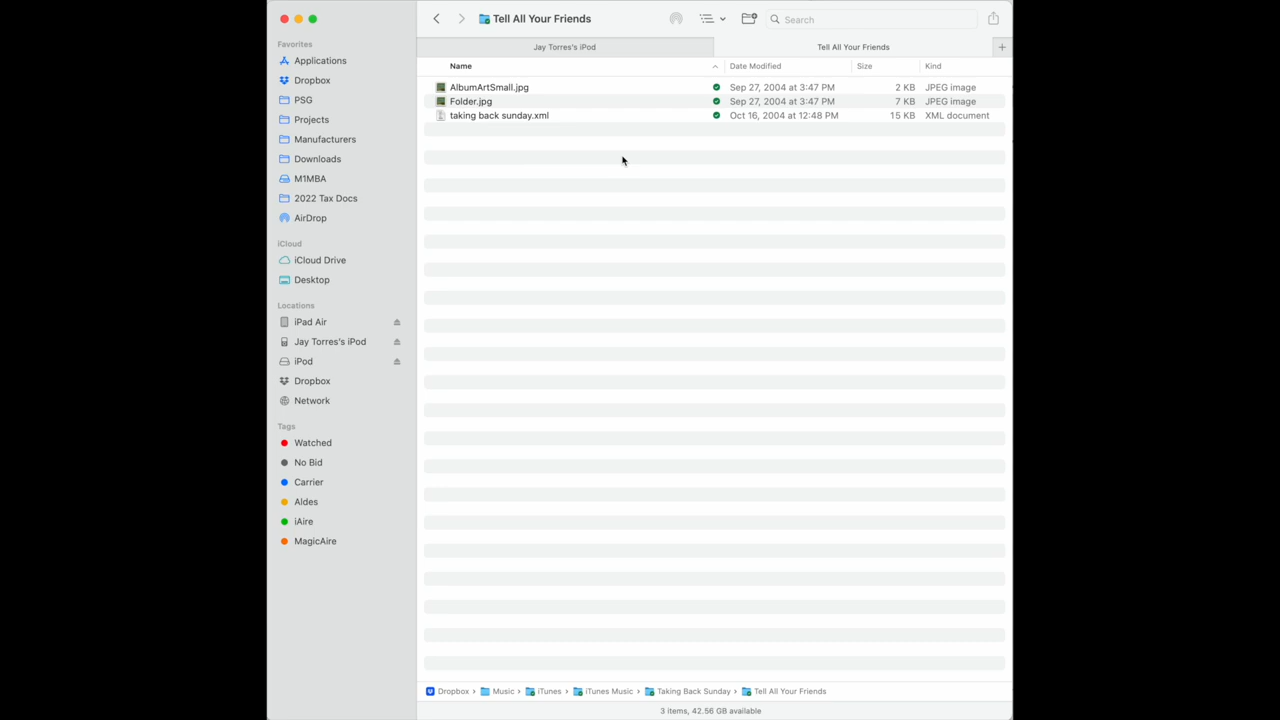 Tell All Your Friends
Search
Jay Torres's iPod
Tell All Your Friends
Name
Date Modified
Size
Kind
AlbumArtSmall.jpg
Sep 27, 2004 at 3:47 PM
2 KB
JPEG image
Folder.jpg
Sep 27, 2004 at 3:47 PM
7 KB
JPEG image
taking back sunday.xml
Oct 16, 2004 at 12:48 PM
15 KB
XML document
Favorites
Applications
Dropbox
PSG
Projects
Manufacturers
Downloads
M1MBA
2022 Tax Docs
AirDrop
iCloud
iCloud Drive
Desktop
Locations
iPad Air
Jay Torres's iPod
iPod
Dropbox
Network
Tags
Watched
No Bid
Carrier
Aldes
iAire
MagicAire
Dropbox › Music › iTunes › iTunes Music › Taking Back Sunday › Tell All Your Friends
3 items, 42.56 GB available